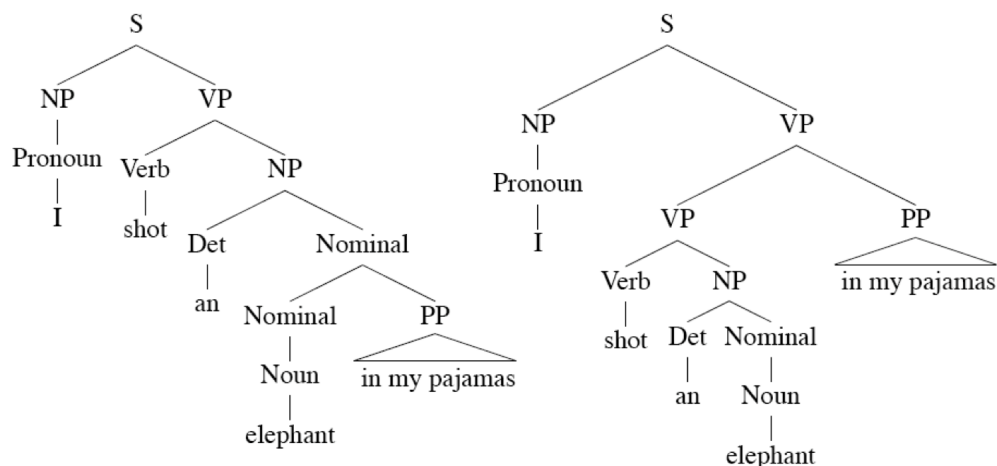 S
NP VP
Pronoun Verb NP
I shot Det Nominal
an Nominal PP
Noun in my pajamas
elephant
S
NP VP
Pronoun VP PP
I Verb NP in my pajamas
shot Det Nominal
an Noun
elephant